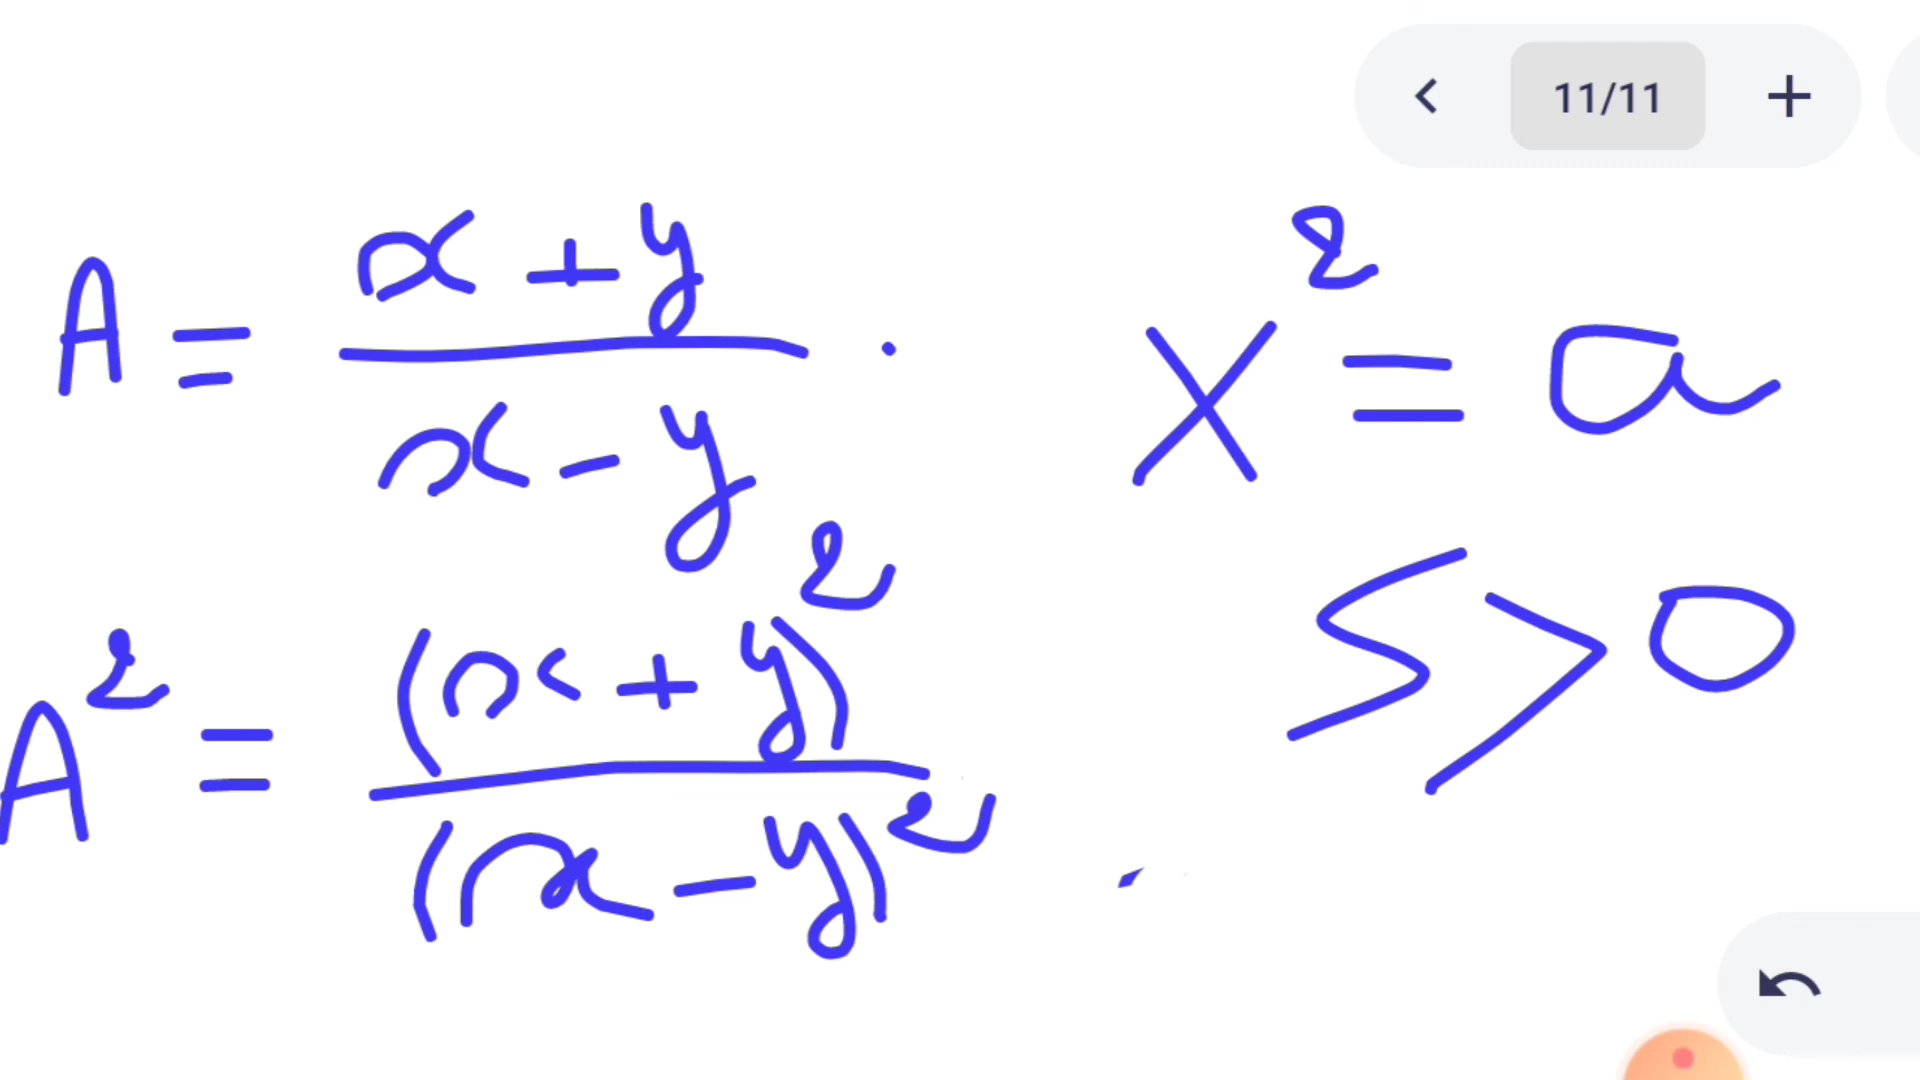 11/11
A = x + y / x - y .
X² = a
A² = (x + y)² / (x - y)²
S > 0